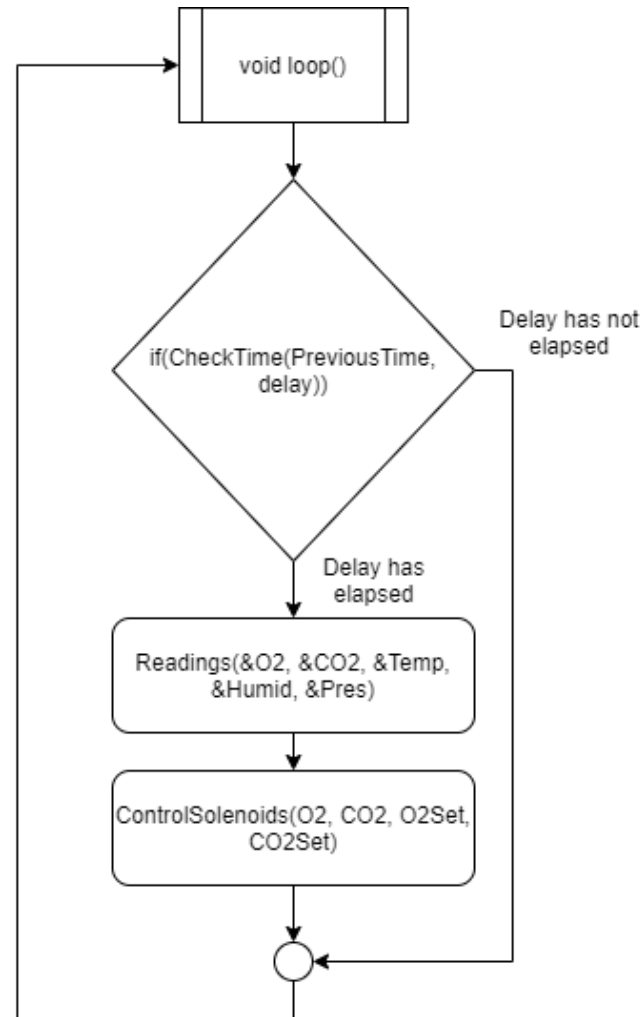 void loop()
if(CheckTime(PreviousTime,
delay))
Delay has not
elapsed
Delay has
elapsed
Readings(&O2, &CO2, &Temp,
&Humid, &Pres)
ControlSolenoids(O2, CO2, O2Set,
CO2Set)